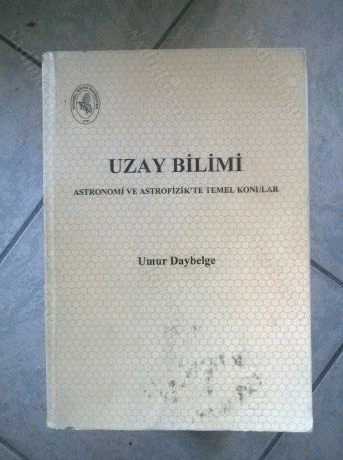 UZAY BİLİMİ
ASTRONOMİ VE ASTROFİZİK'TE TEMEL KONULAR
Umur Daybelge